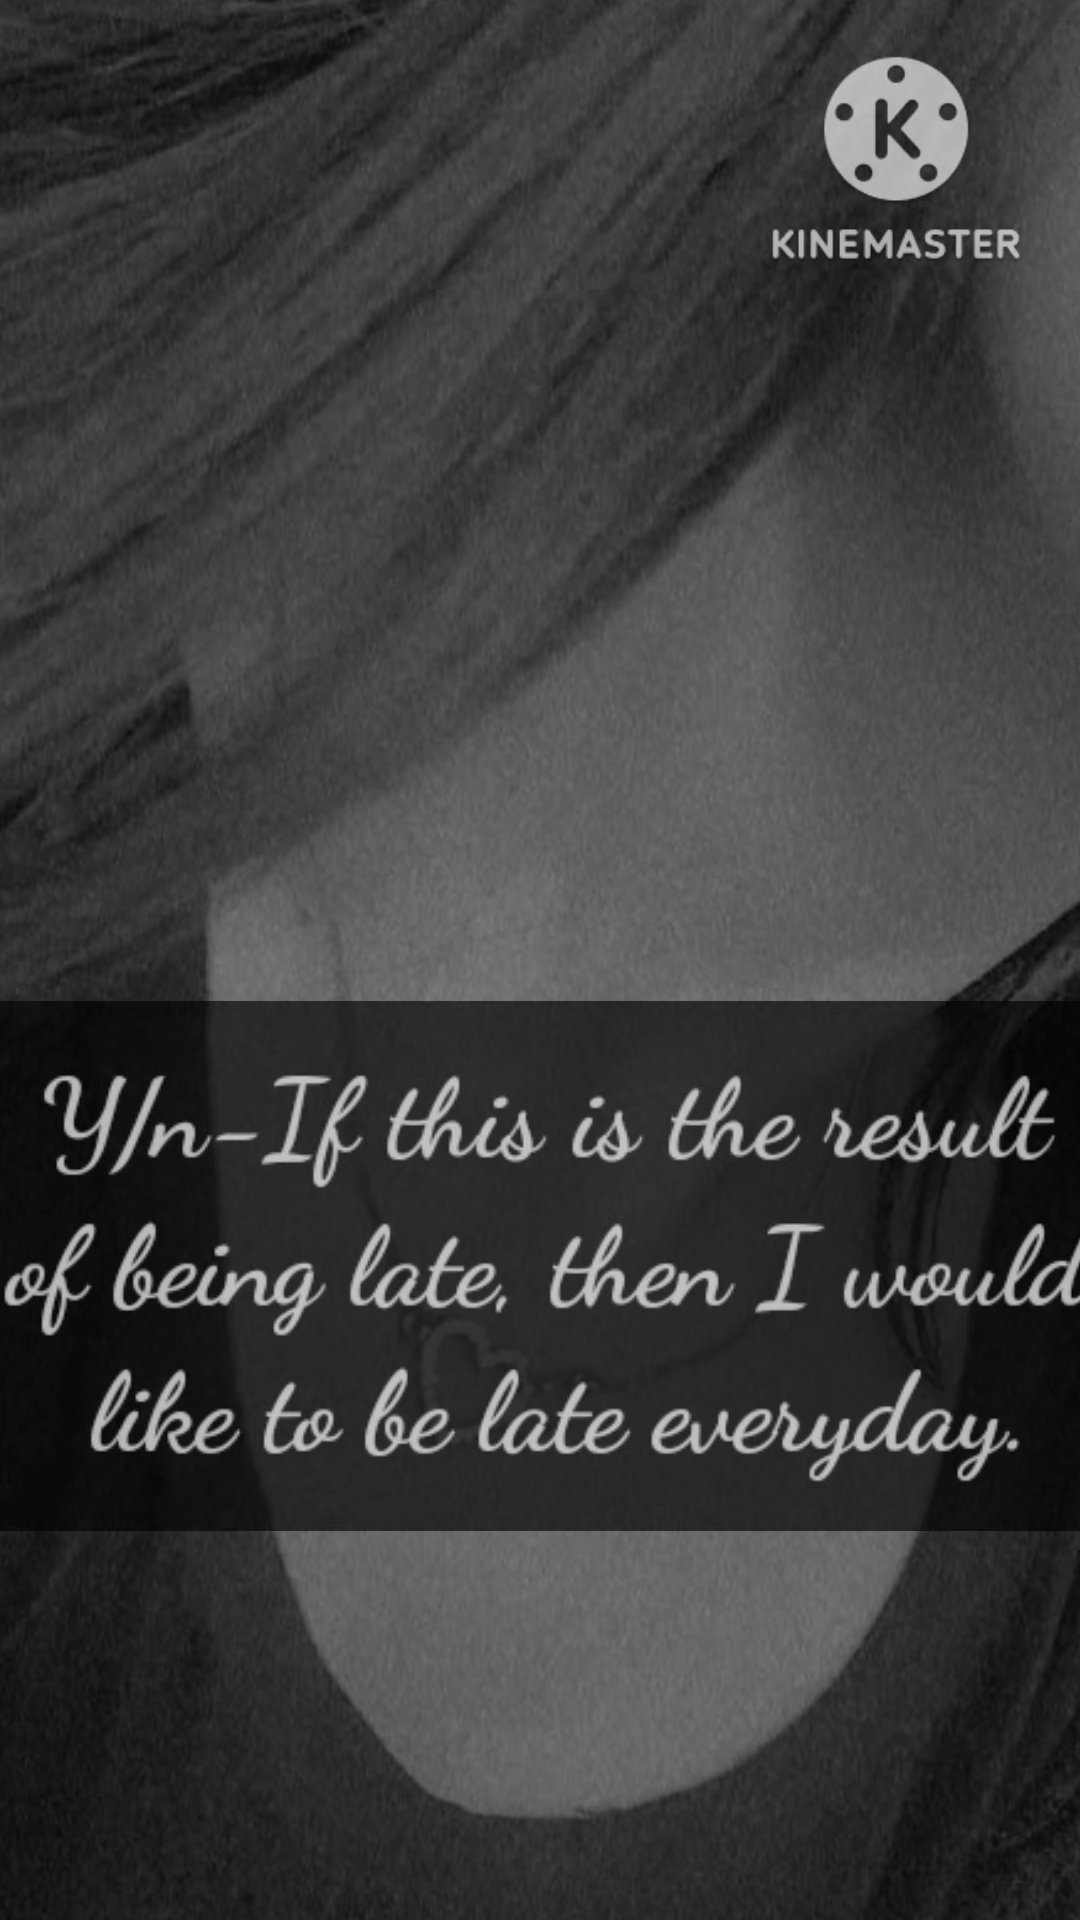 K
KINEMASTER
Y/n-If this is the result
of being late, then I would
like to be late everyday.